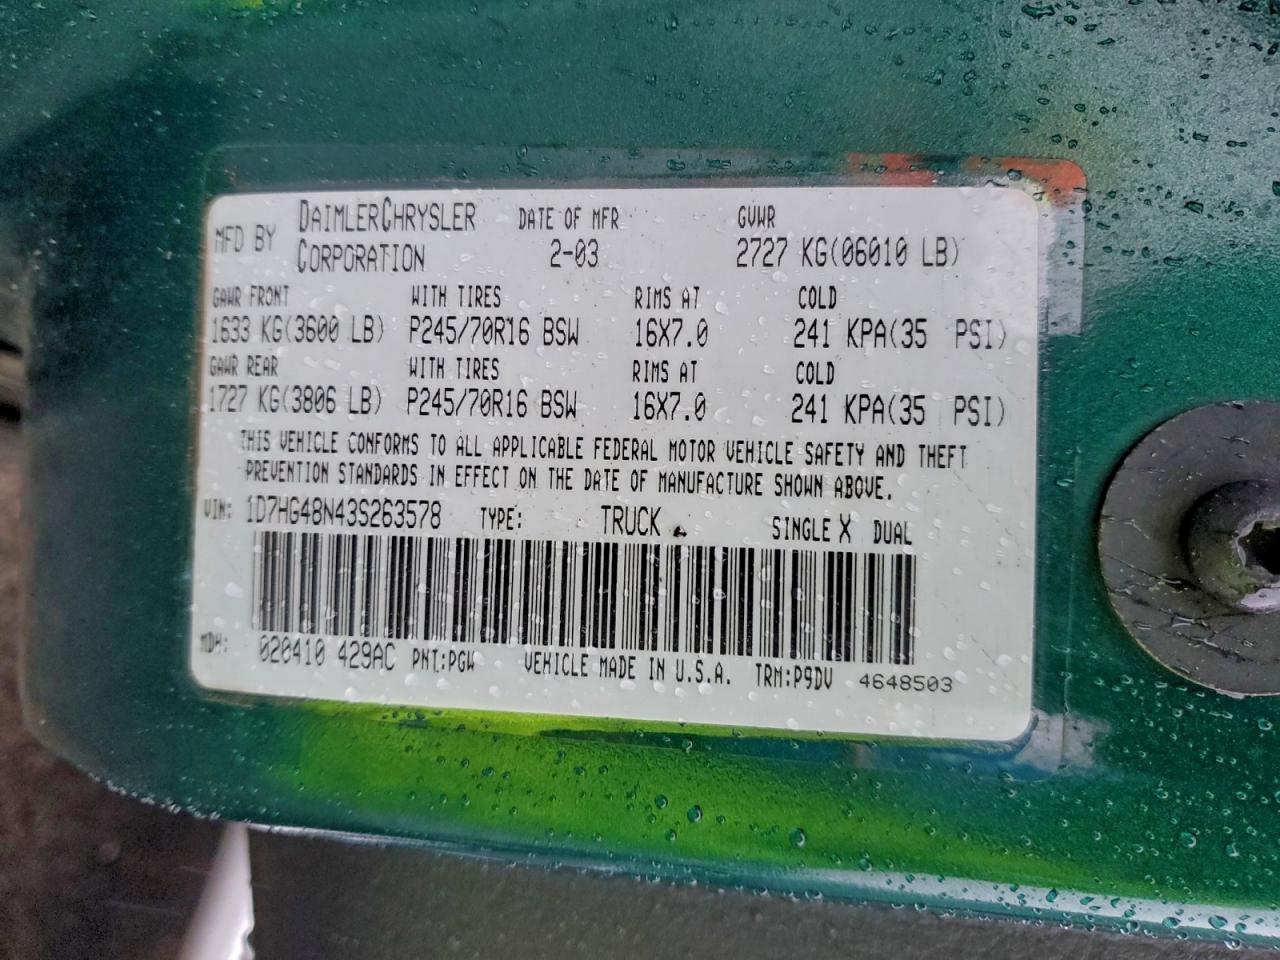 MFD BY DAIMLERCHRYSLER CORPORATION DATE OF MFR 2-03 GVWR 2727 KG(06010 LB)
GAWR FRONT WITH TIRES RIMS AT COLD
1633 KG(3600 LB) P245/70R16 BSW 16X7.0 241 KPA(35 PSI)
GAWR REAR WITH TIRES RIMS AT COLD
1727 KG(3806 LB) P245/70R16 BSW 16X7.0 241 KPA(35 PSI)
THIS VEHICLE CONFORMS TO ALL APPLICABLE FEDERAL MOTOR VEHICLE SAFETY AND THEFT
PREVENTION STANDARDS IN EFFECT ON THE DATE OF MANUFACTURE SHOWN ABOVE.
VIN: 1D7HG48N43S263578 TYPE: TRUCK SINGLE X DUAL
MDH: 020410 429AC PNT:PGW VEHICLE MADE IN U.S.A. TRM:P9DV 4648503